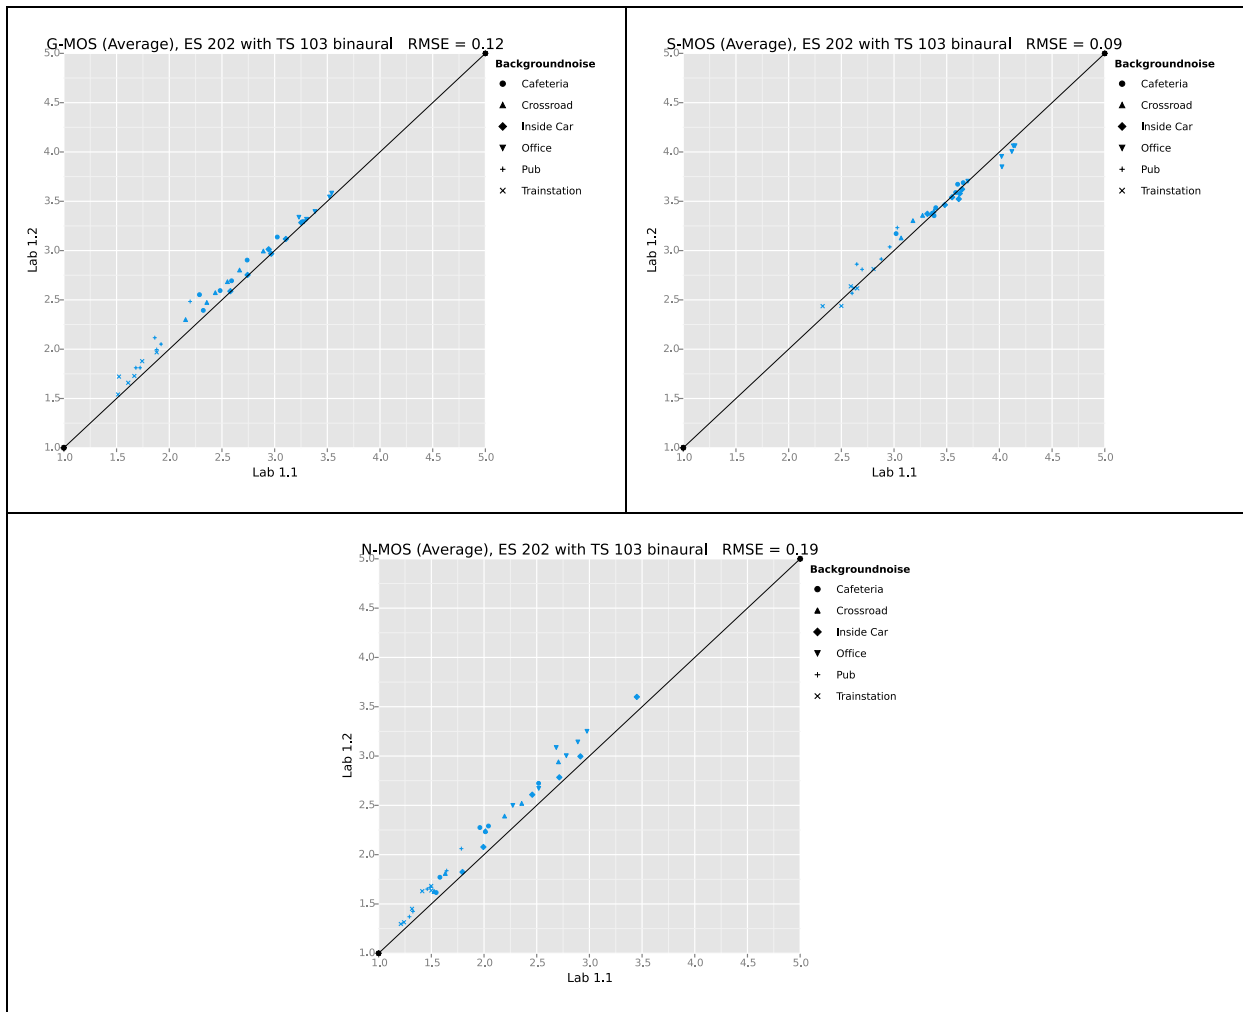 G-MOS (Average), ES 202 with TS 103 binaural   RMSE = 0.12
5.0
4.5
4.0
3.5
3.0
2.5
2.0
1.5
1.0
Lab 1.2
1.0 1.5 2.0 2.5 3.0 3.5 4.0 4.5 5.0
Lab 1.1
Backgroundnoise
Cafeteria
Crossroad
Inside Car
Office
Pub
Trainstation
S-MOS (Average), ES 202 with TS 103 binaural   RMSE = 0.09
5.0
4.5
4.0
3.5
3.0
2.5
2.0
1.5
1.0
Lab 1.2
1.0 1.5 2.0 2.5 3.0 3.5 4.0 4.5 5.0
Lab 1.1
Backgroundnoise
Cafeteria
Crossroad
Inside Car
Office
Pub
Trainstation
N-MOS (Average), ES 202 with TS 103 binaural   RMSE = 0.19
5.0
4.5
4.0
3.5
3.0
2.5
2.0
1.5
1.0
Lab 1.2
1.0 1.5 2.0 2.5 3.0 3.5 4.0 4.5 5.0
Lab 1.1
Backgroundnoise
Cafeteria
Crossroad
Inside Car
Office
Pub
Trainstation